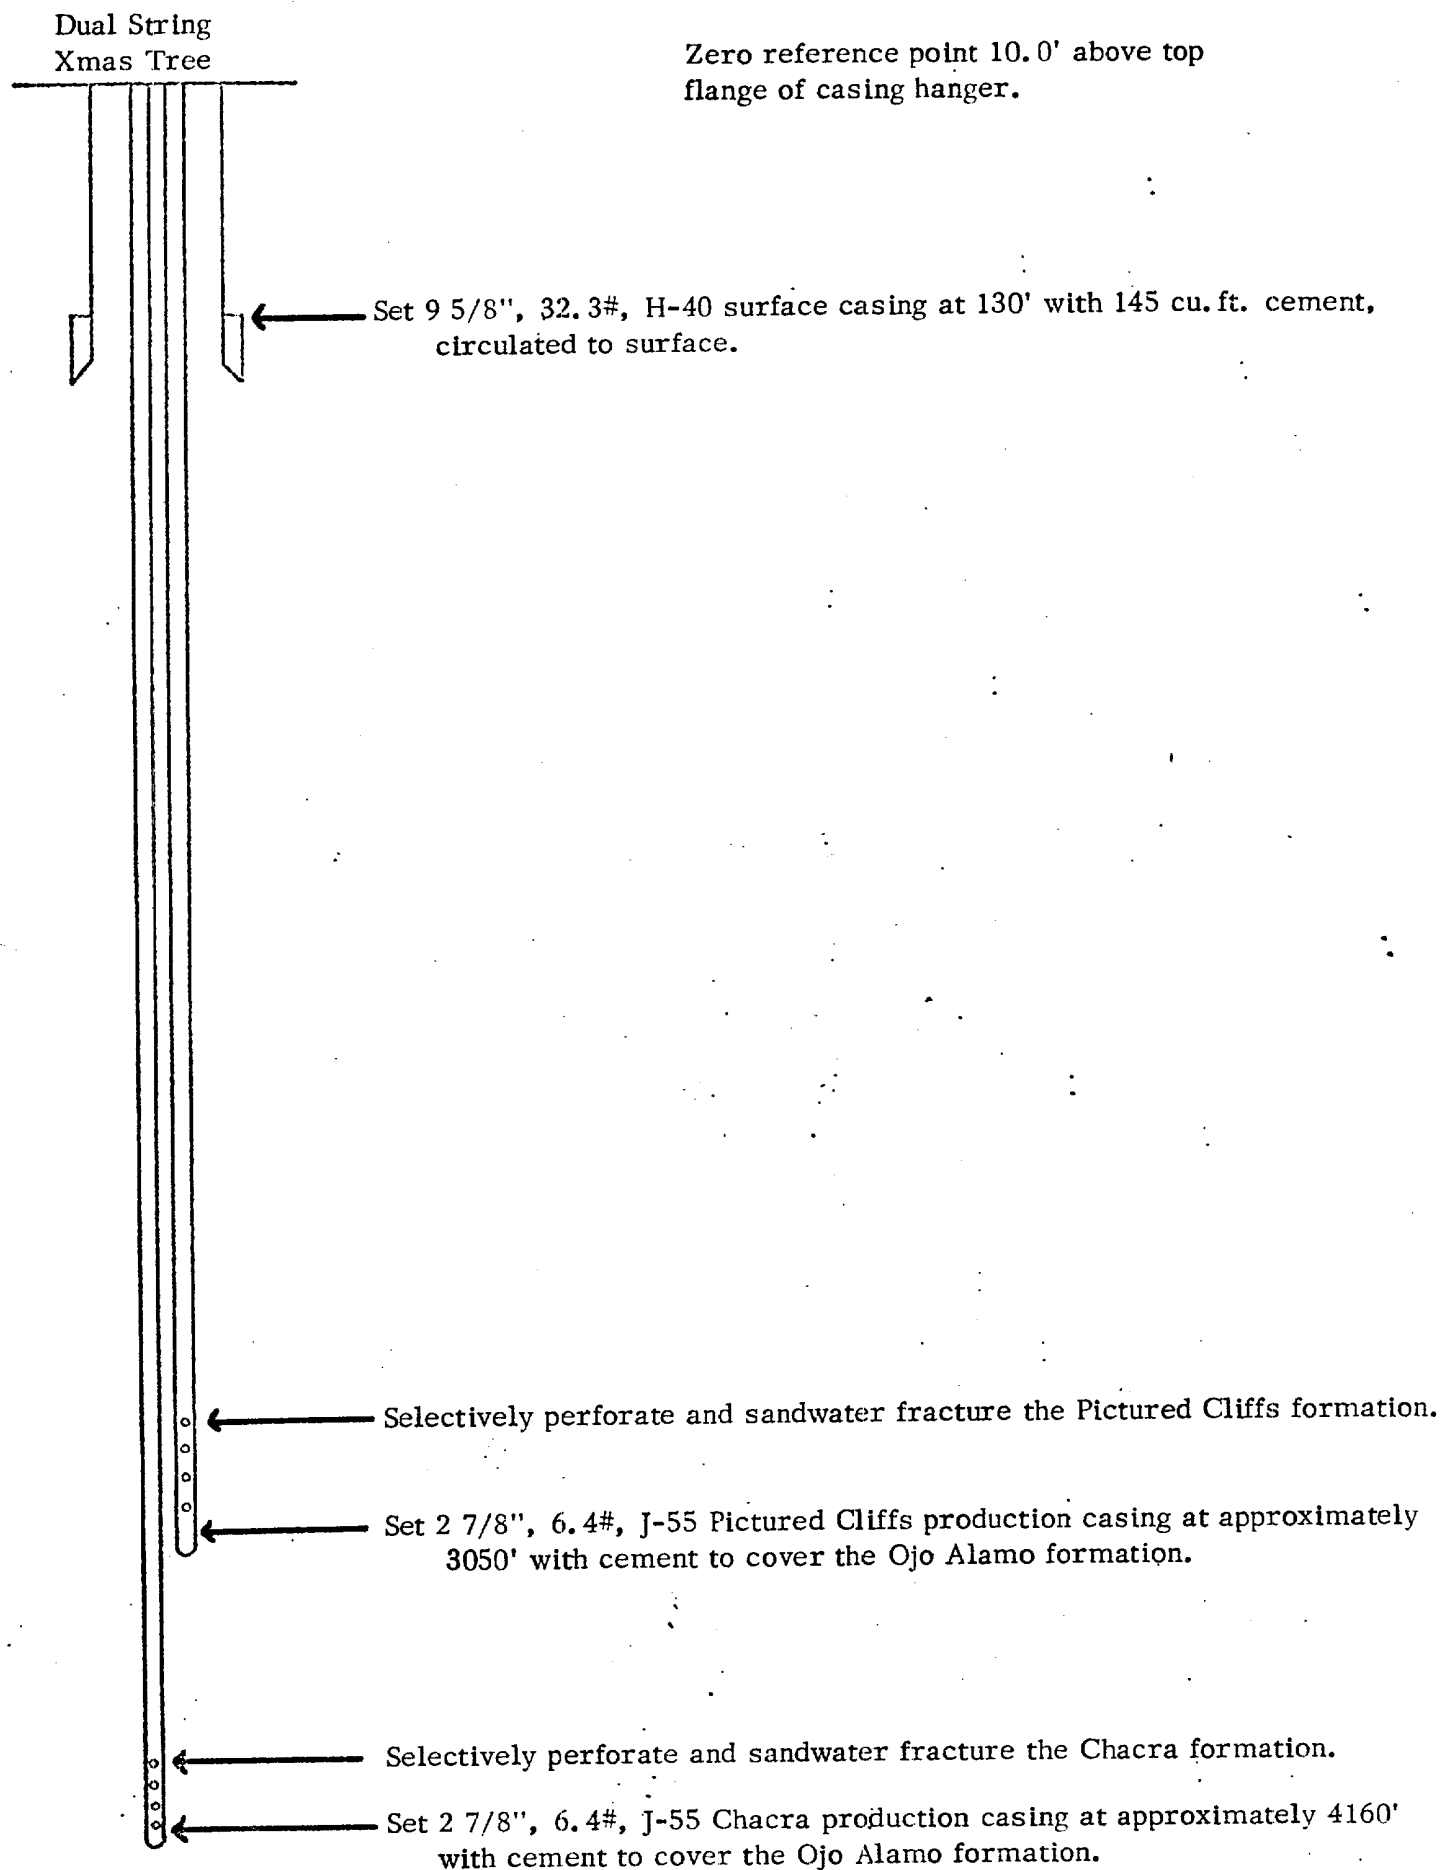 Dual String
Xmas Tree
Zero reference point 10.0' above top
flange of casing hanger.
Set 9 5/8", 32.3#, H-40 surface casing at 130' with 145 cu.ft. cement,
circulated to surface.
Selectively perforate and sandwater fracture the Pictured Cliffs formation.
Set 2 7/8", 6.4#, J-55 Pictured Cliffs production casing at approximately
3050' with cement to cover the Ojo Alamo formation.
Selectively perforate and sandwater fracture the Chacra formation.
Set 2 7/8", 6.4#, J-55 Chacra production casing at approximately 4160'
with cement to cover the Ojo Alamo formation.